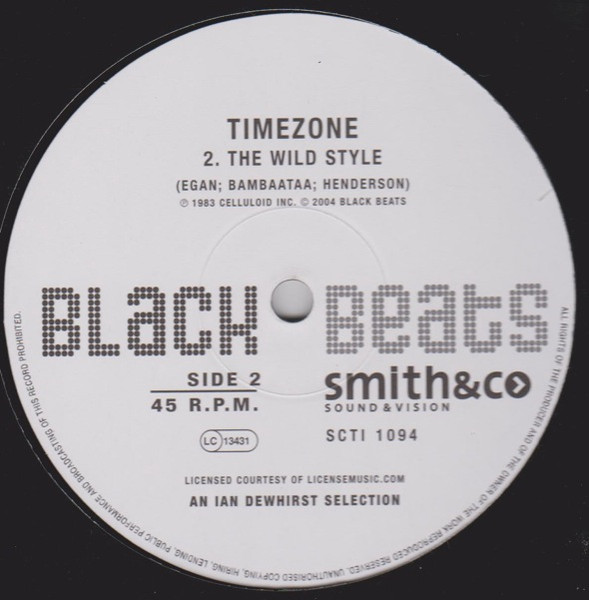 TIMEZONE
2. THE WILD STYLE
(EGAN; BAMBAATAA; HENDERSON)
℗ 1983 CELLULOID INC. © 2004 BLACK BEATS
BLacK Beats
SIDE 2
45 R.P.M.
smith&co
SOUND & VISION
LC 13431
SCTI 1094
LICENSED COURTESY OF LICENSEMUSIC.COM
AN IAN DEWHIRST SELECTION
ALL RIGHTS OF THE PRODUCER AND OF THE OWNER OF THE WORK REPRODUCED RESERVED. UNAUTHORISED COPYING, HIRING, LENDING, PUBLIC PERFORMANCE AND BROADCASTING OF THIS RECORD PROHIBITED.